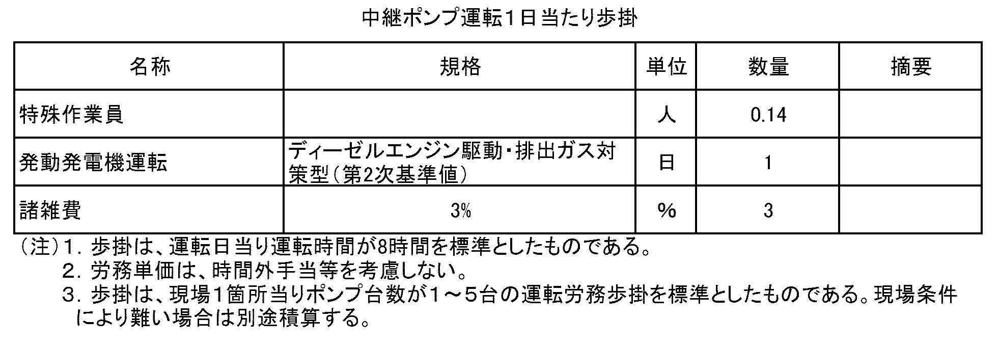 中継ポンプ運転１日当たり歩掛
名称 規格 単位 数量 摘要
特殊作業員 人 0.14
発動発電機運転 ディーゼルエンジン駆動・排出ガス対
策型（第2次基準値） 日 1
諸雑費 3% % 3
（注）１．歩掛は、運転日当り運転時間が8時間を標準としたものである。
２．労務単価は、時間外手当等を考慮しない。
３．歩掛は、現場１箇所当りポンプ台数が１～５台の運転労務歩掛を標準としたものである。現場条件
により難い場合は別途積算する。